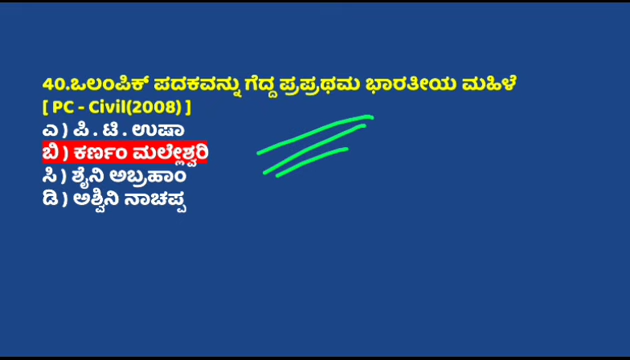 40.ಒಲಂಪಿಕ್ ಪದಕವನ್ನು ಗೆದ್ದ ಪ್ರಪ್ರಥಮ ಭಾರತೀಯ ಮಹಿಳೆ
[ PC - Civil(2008) ]
ಎ ) ಪಿ . ಟಿ . ಉಷಾ
ಬಿ ) ಕರ್ಣಂ ಮಲ್ಲೇಶ್ವರಿ
ಸಿ ) ಶೈನಿ ಅಬ್ರಹಾಂ
ಡಿ ) ಅಶ್ವಿನಿ ನಾಚಪ್ಪ